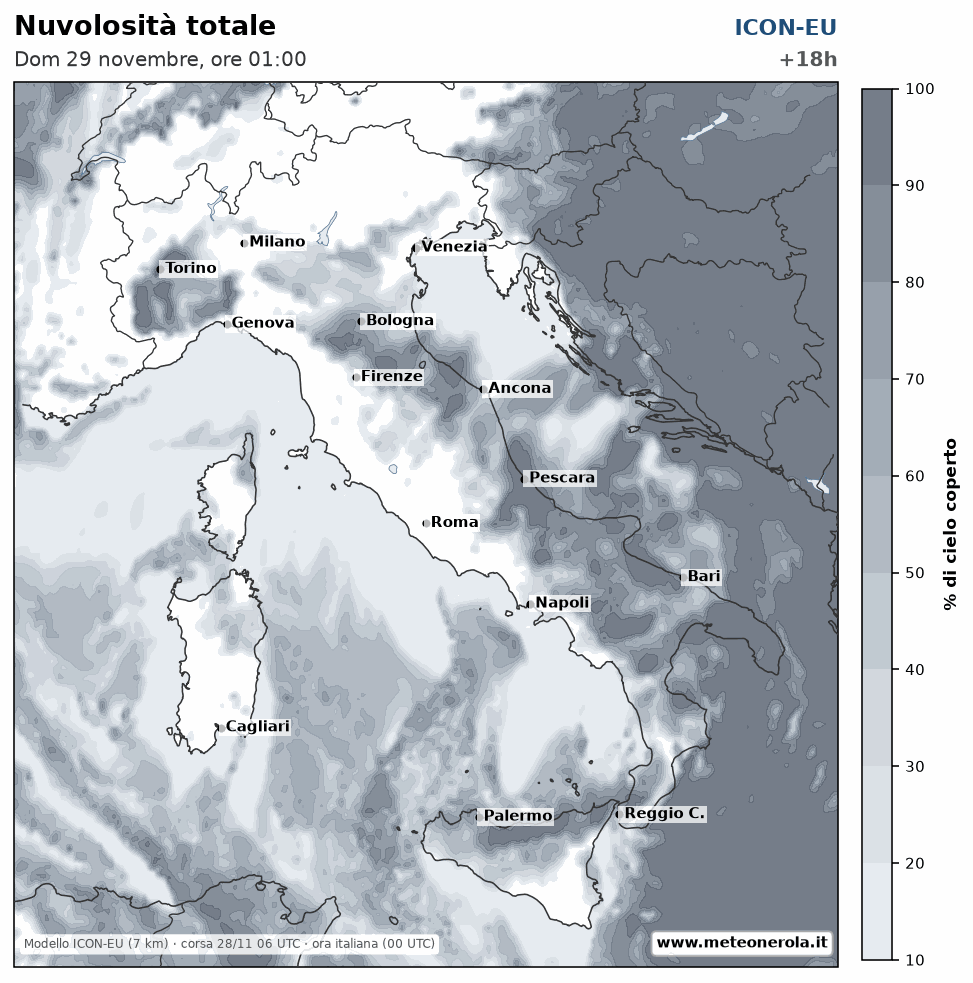 Nuvolosità totale
ICON-EU
Dom 29 novembre, ore 01:00
+18h
100
90
80
70
60
50
40
30
20
10
% di cielo coperto
Milano
Venezia
Torino
Genova
Bologna
Firenze
Ancona
Pescara
Roma
Bari
Napoli
Cagliari
Palermo
Reggio C.
Modello ICON-EU (7 km) · corsa 28/11 06 UTC · ora italiana (00 UTC)
www.meteonerola.it